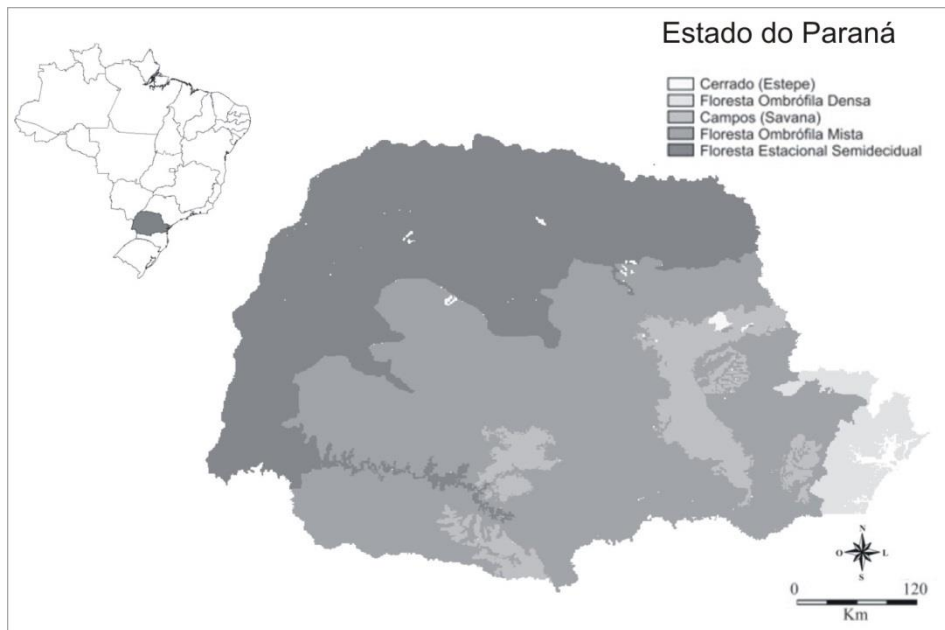 Estado do Paraná
Cerrado (Estepe)
Floresta Ombrófila Densa
Campos (Savana)
Floresta Ombrófila Mista
Floresta Estacional Semidecidual
N
O
L
S
0
120
Km